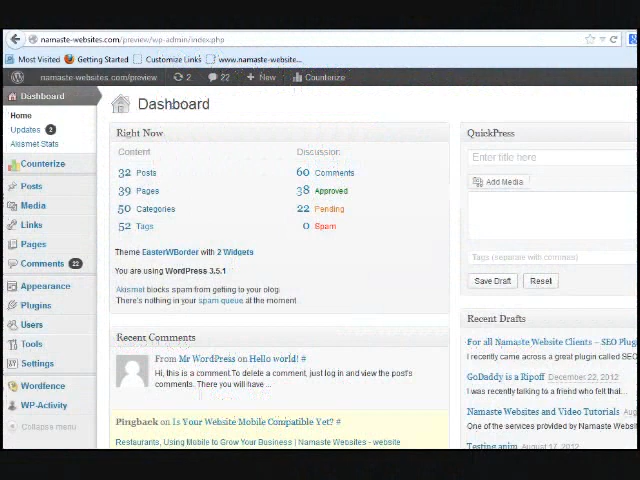 namaste-websites.com/preview/wp-admin/index.php
Most Visited Getting Started Customize Links www.namaste-website...
namaste-websites.com/preview 2 22 + New Counterize
Dashboard
Home
Updates 2
Akismet Stats
Counterize
Posts
Media
Links
Pages
Comments 22
Appearance
Plugins
Users
Tools
Settings
Wordfence
WP-Activity
Collapse menu
Dashboard
Right Now
Content
32 Posts
39 Pages
50 Categories
52 Tags
Discussion
60 Comments
38 Approved
22 Pending
0 Spam
Theme EasterWBorder with 2 Widgets
You are using WordPress 3.5.1
Akismet blocks spam from getting to your blog.
There's nothing in your spam queue at the moment.
Recent Comments
From Mr WordPress on Hello world! #
Hi, this is a comment.To delete a comment, just log in and view the post's
comments. There you will have ...
Pingback on Is Your Website Mobile Compatible Yet? #
Restaurants, Using Mobile to Grow Your Business | Namaste Websites - website
QuickPress
Enter title here
Add Media
Tags (separate with commas)
Save Draft Reset
Recent Drafts
For all Namaste Website Clients – SEO Plug
I recently came across a great plugin called SEO
GoDaddy is a Ripoff December 22, 2012
I was recently talking to a friend who felt that...
Namaste Websites and Video Tutorials Au
One of the services provided by Namaste Websit
Testing anim August 17, 2012